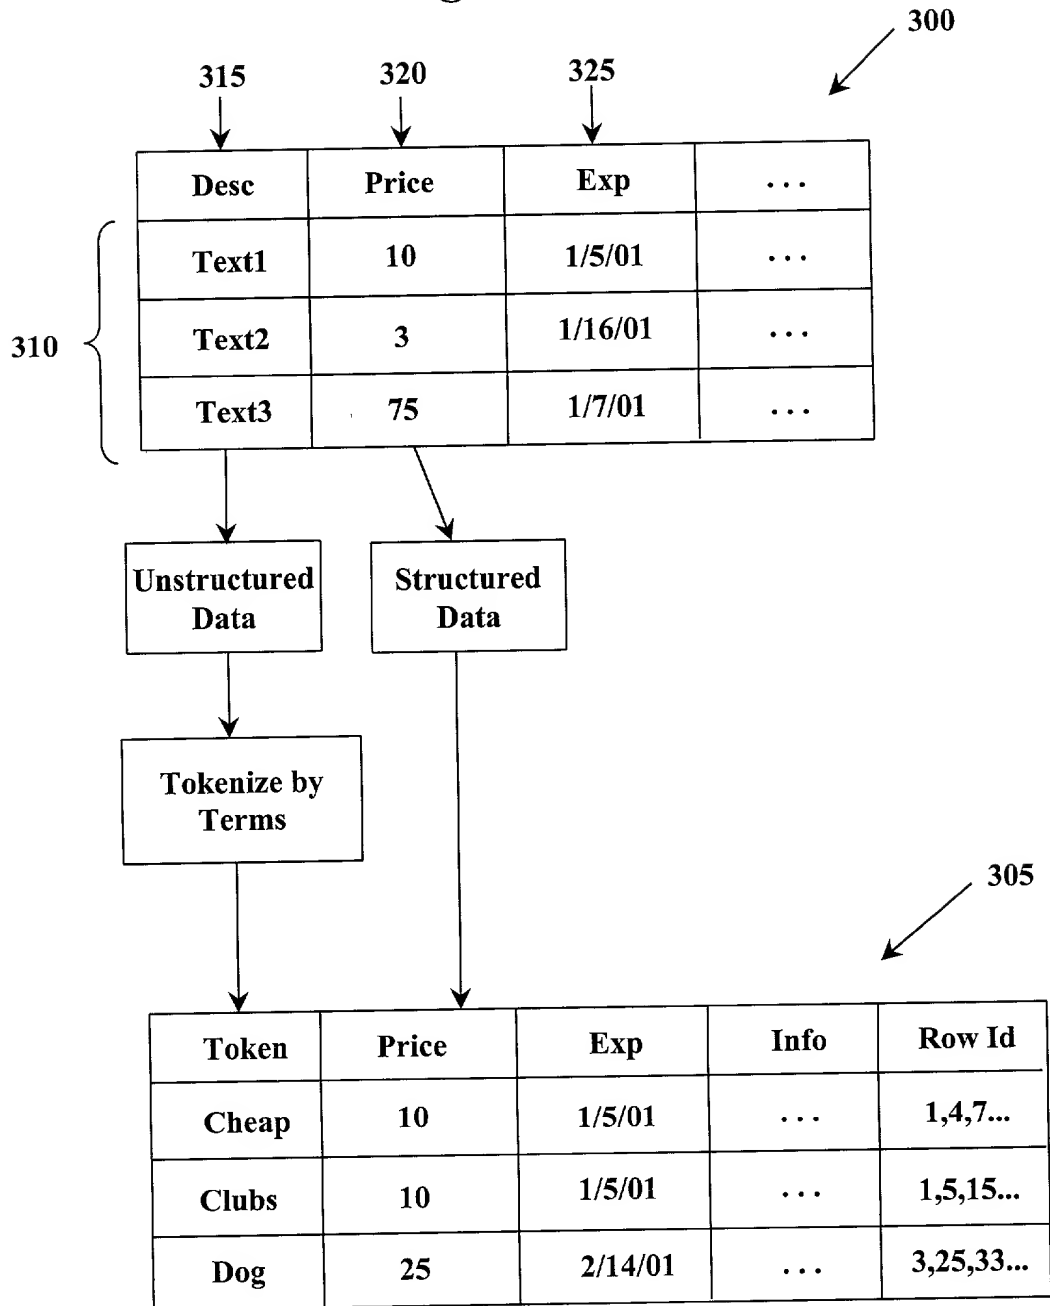 300
315 320 325
Desc Price Exp ...
Text1 10 1/5/01 ...
310
Text2 3 1/16/01 ...
Text3 75 1/7/01 ...
Unstructured
Data
Structured
Data
Tokenize by
Terms
305
Token Price Exp Info Row Id
Cheap 10 1/5/01 ... 1,4,7...
Clubs 10 1/5/01 ... 1,5,15...
Dog 25 2/14/01 ... 3,25,33...